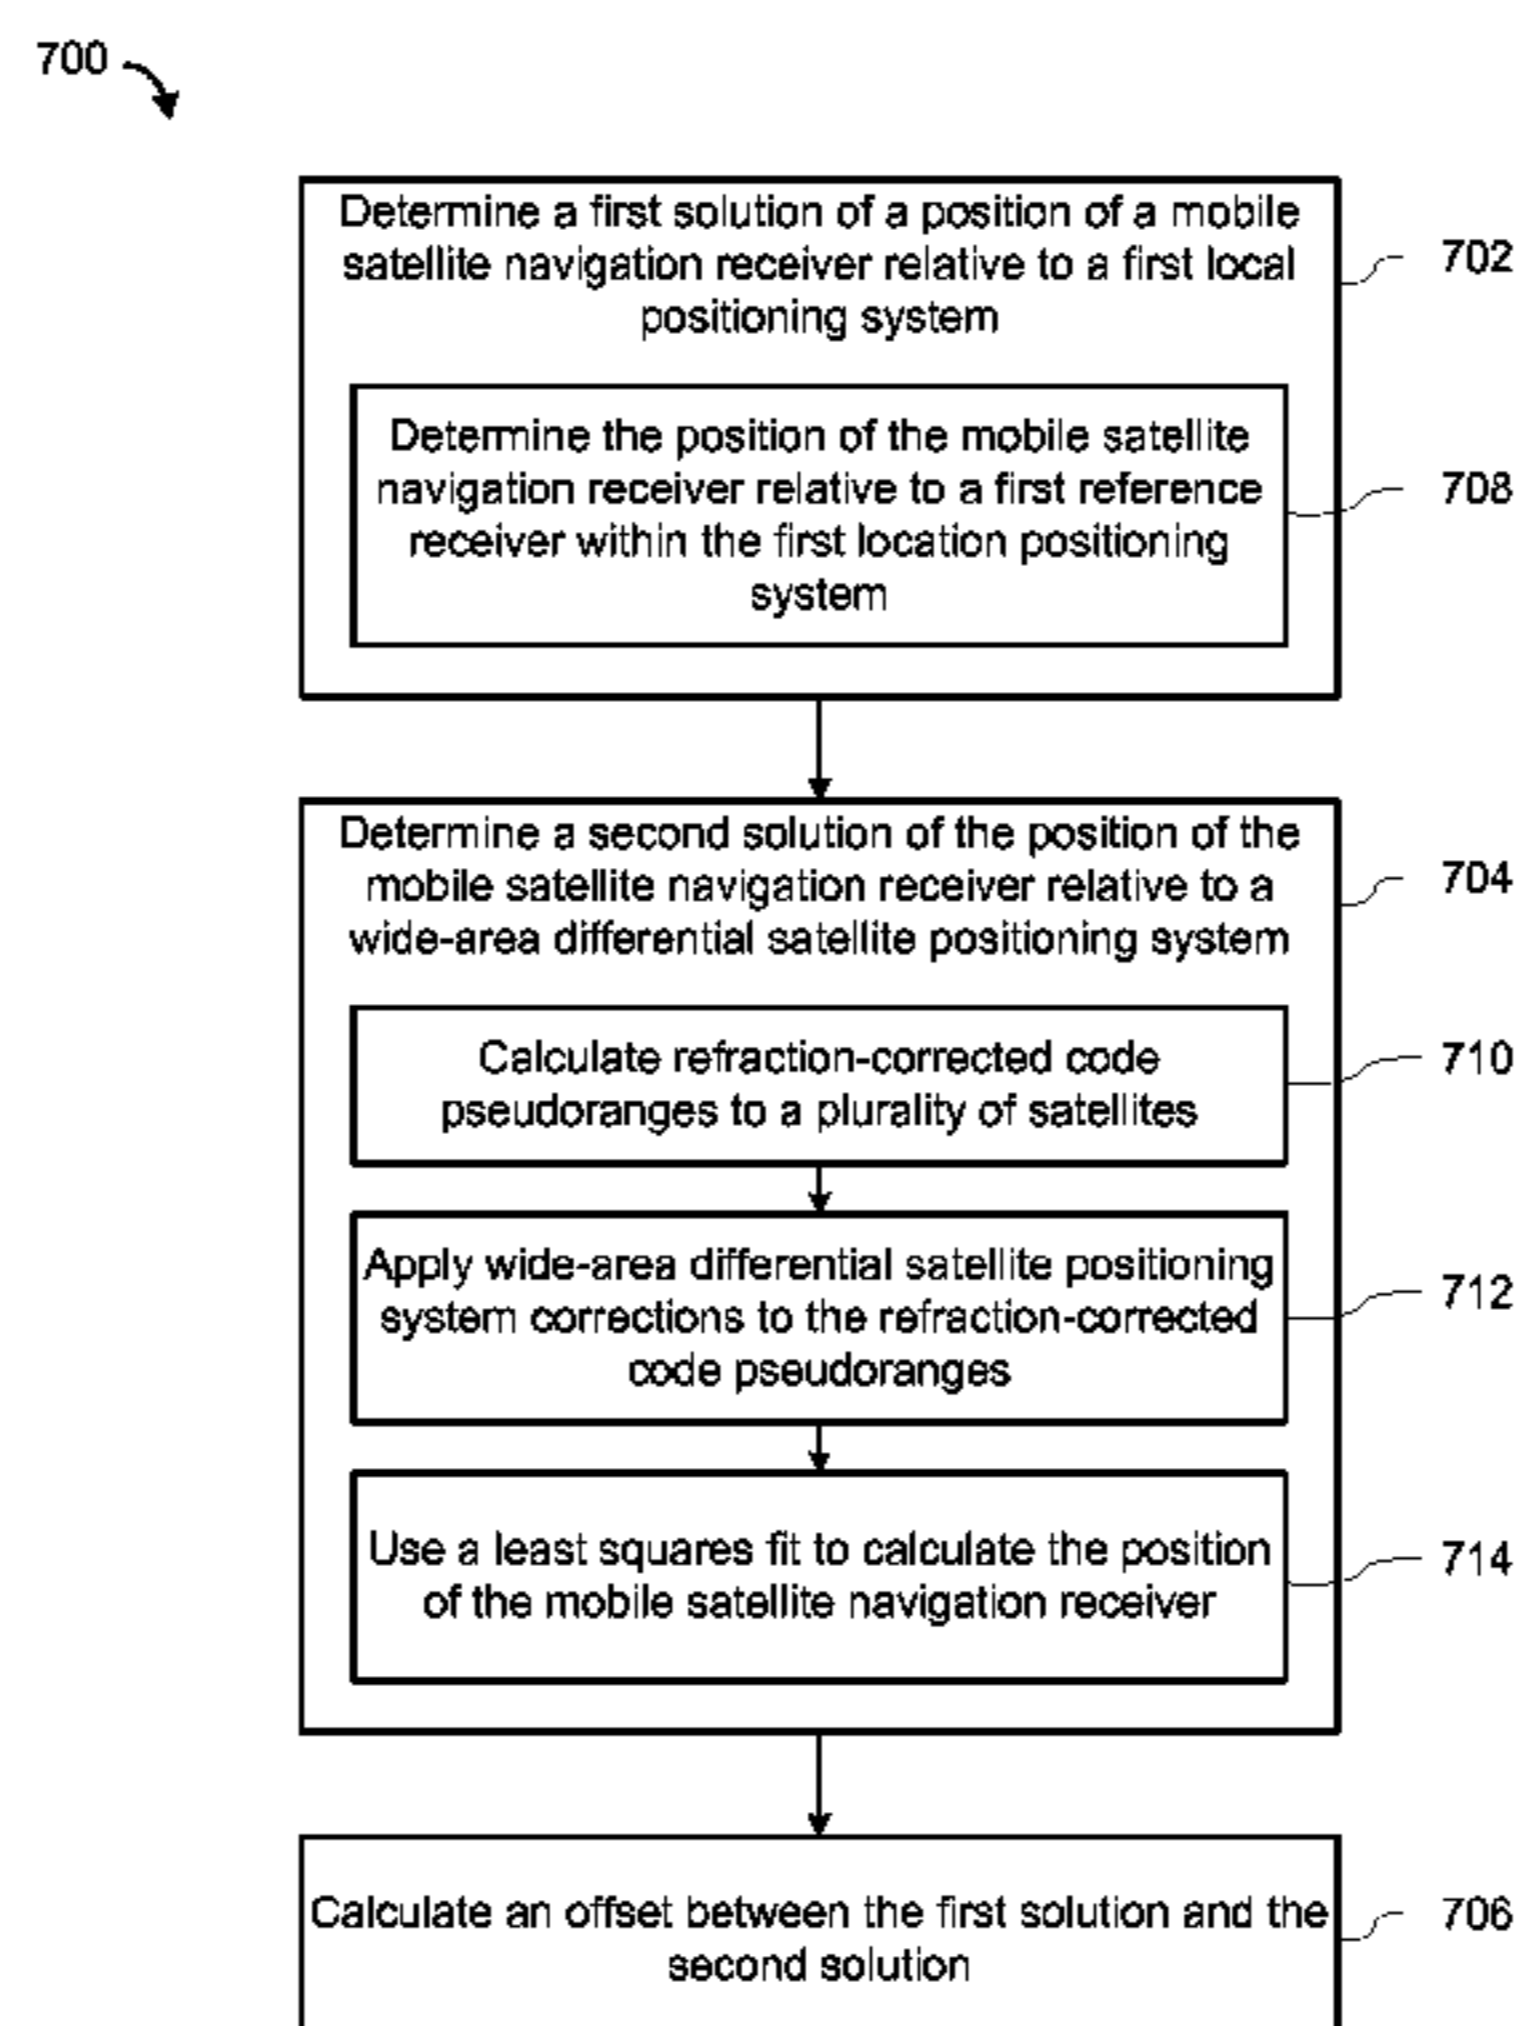 700
Determine a first solution of a position of a mobile
satellite navigation receiver relative to a first local
positioning system
702
Determine the position of the mobile satellite
navigation receiver relative to a first reference
receiver within the first location positioning
system
708
Determine a second solution of the position of the
mobile satellite navigation receiver relative to a
wide-area differential satellite positioning system
704
Calculate refraction-corrected code
pseudoranges to a plurality of satellites
710
Apply wide-area differential satellite positioning
system corrections to the refraction-corrected
code pseudoranges
712
Use a least squares fit to calculate the position
of the mobile satellite navigation receiver
714
Calculate an offset between the first solution and the
second solution
706